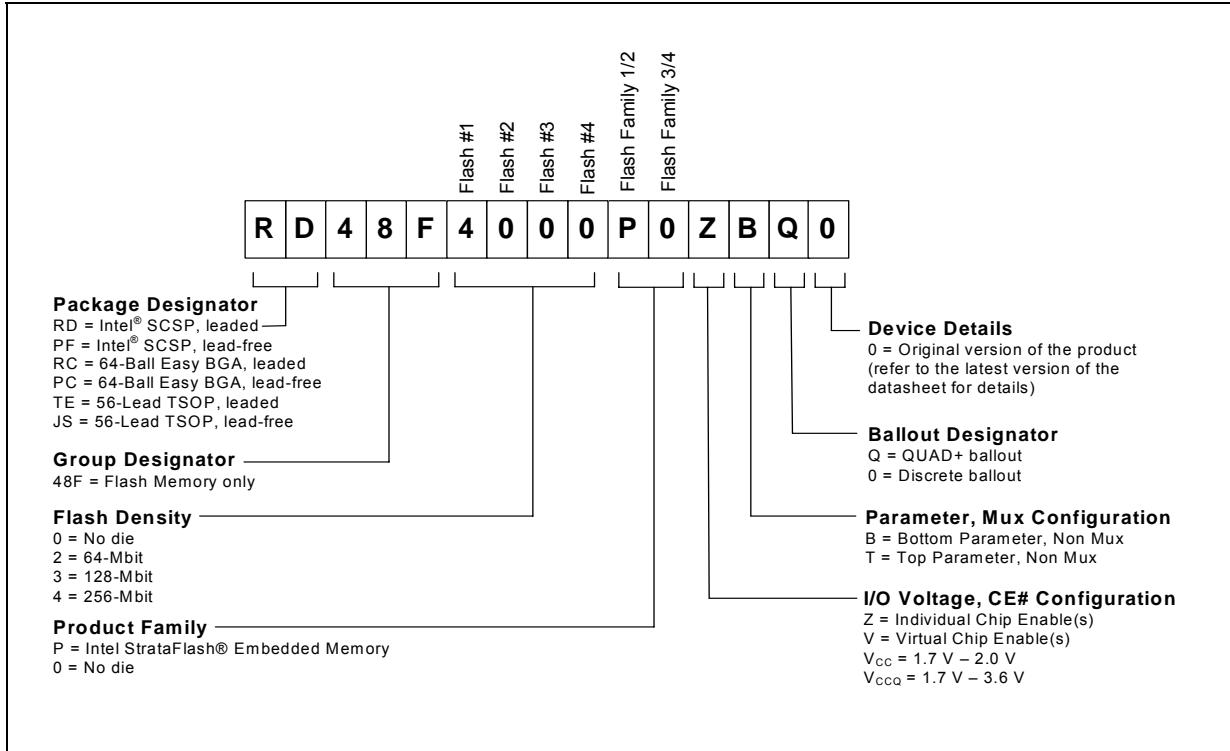 Flash #1
Flash #2
Flash #3
Flash #4
Flash Family 1/2
Flash Family 3/4
R D 4 8 F 4 0 0 0 P 0 Z B Q 0
Package Designator
RD = Intel® SCSP, leaded
PF = Intel® SCSP, lead-free
RC = 64-Ball Easy BGA, leaded
PC = 64-Ball Easy BGA, lead-free
TE = 56-Lead TSOP, leaded
JS = 56-Lead TSOP, lead-free
Group Designator
48F = Flash Memory only
Flash Density
0 = No die
2 = 64-Mbit
3 = 128-Mbit
4 = 256-Mbit
Product Family
P = Intel StrataFlash® Embedded Memory
0 = No die
Device Details
0 = Original version of the product
(refer to the latest version of the
datasheet for details)
Ballout Designator
Q = QUAD+ ballout
0 = Discrete ballout
Parameter, Mux Configuration
B = Bottom Parameter, Non Mux
T = Top Parameter, Non Mux
I/O Voltage, CE# Configuration
Z = Individual Chip Enable(s)
V = Virtual Chip Enable(s)
VCC = 1.7 V – 2.0 V
VCCQ = 1.7 V – 3.6 V